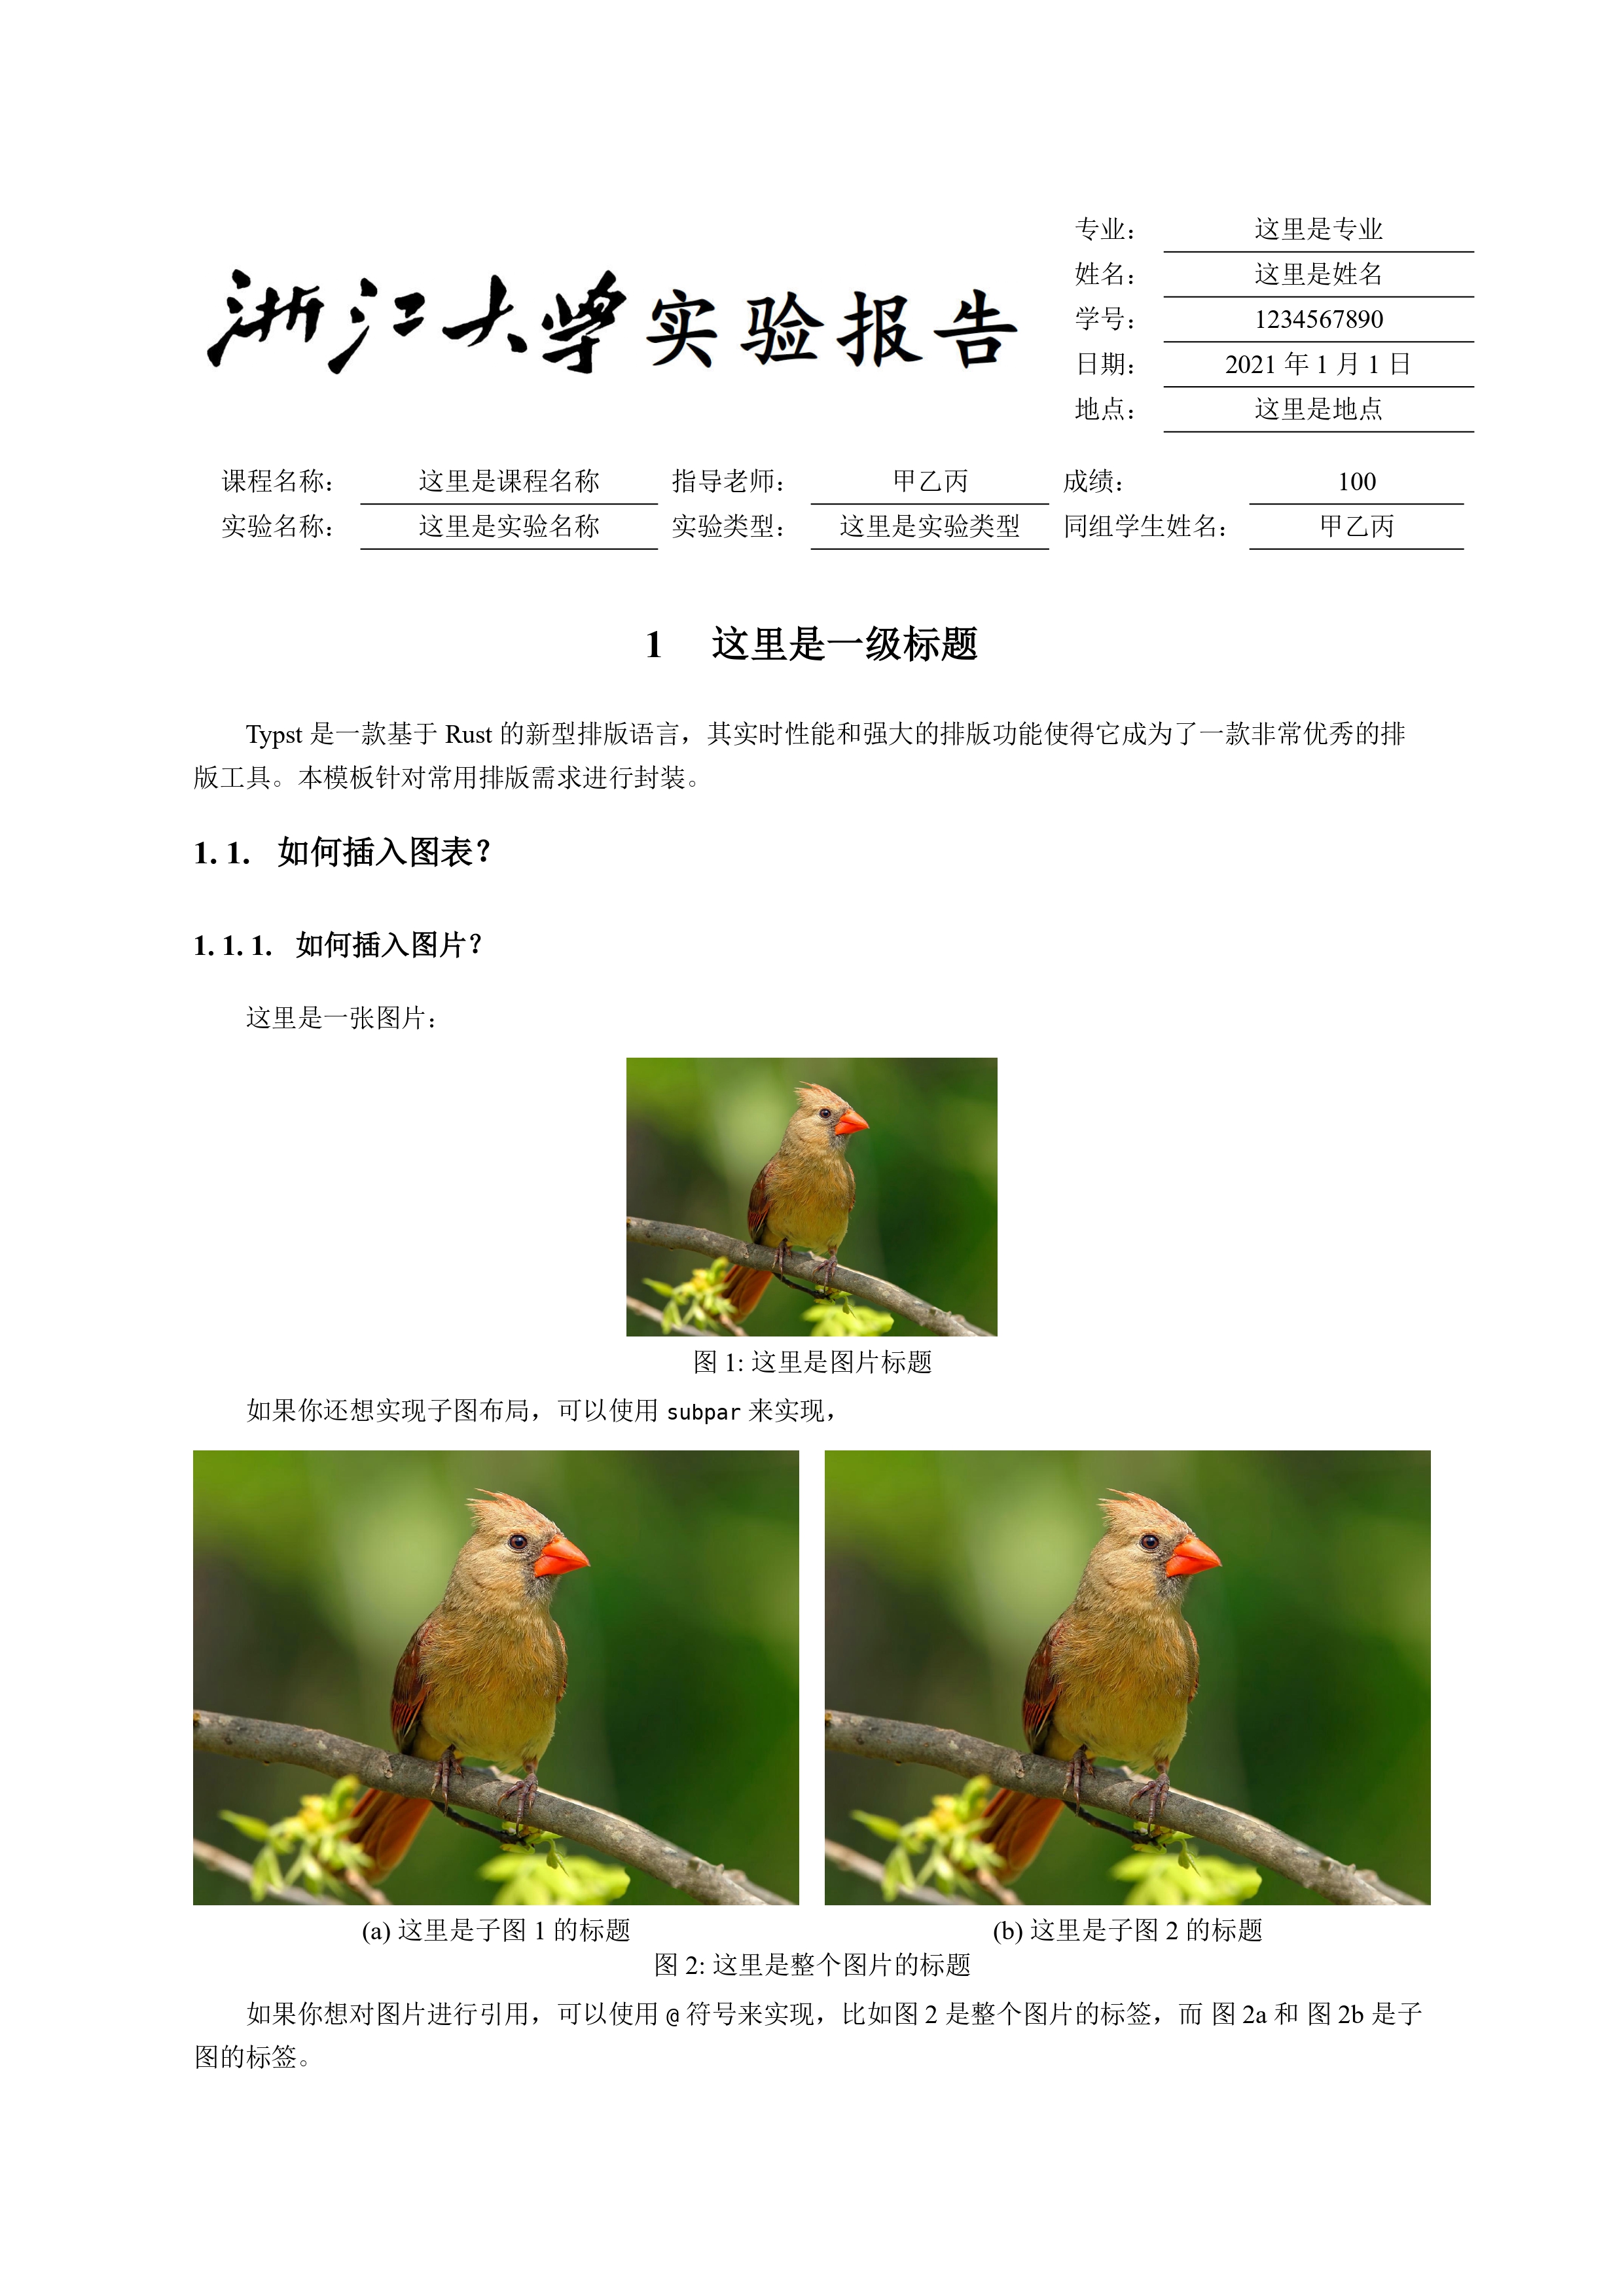 浙江大学实验报告
专业： 这里是专业
姓名： 这里是姓名
学号： 1234567890
日期： 2021 年 1 月 1 日
地点： 这里是地点
课程名称： 这里是课程名称 指导老师： 甲乙丙 成绩： 100
实验名称： 这里是实验名称 实验类型： 这里是实验类型 同组学生姓名： 甲乙丙
1 这里是一级标题
Typst 是一款基于 Rust 的新型排版语言，其实时性能和强大的排版功能使得它成为了一款非常优秀的排
版工具。本模板针对常用排版需求进行封装。
1. 1. 如何插入图表？
1. 1. 1. 如何插入图片？
这里是一张图片：
图 1: 这里是图片标题
如果你还想实现子图布局，可以使用 subpar 来实现，
(a) 这里是子图 1 的标题 (b) 这里是子图 2 的标题
图 2: 这里是整个图片的标题
如果你想对图片进行引用，可以使用 @ 符号来实现，比如图 2 是整个图片的标签，而 图 2a 和 图 2b 是子
图的标签。